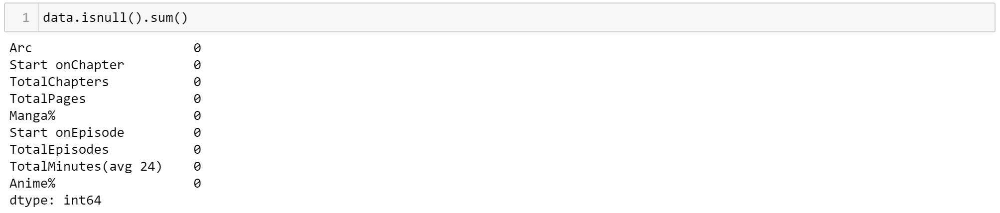 1 data.isnull().sum()
Arc 0
Start onChapter 0
TotalChapters 0
TotalPages 0
Manga% 0
Start onEpisode 0
TotalEpisodes 0
TotalMinutes(avg 24) 0
Anime% 0
dtype: int64